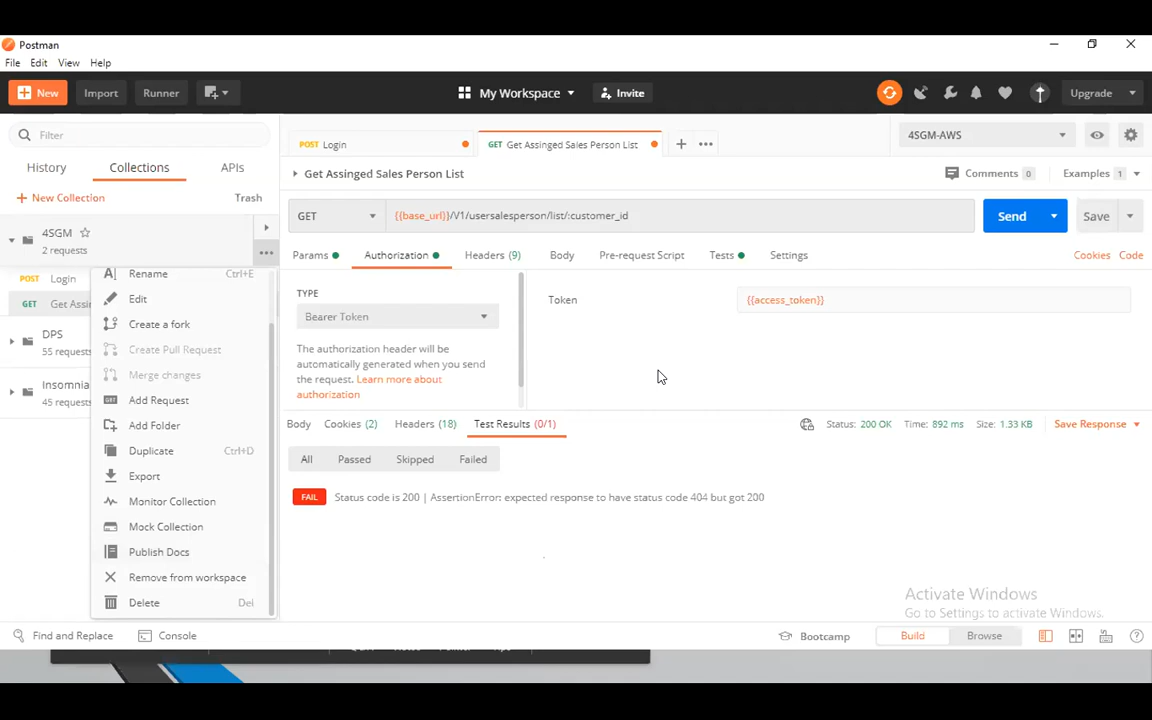 Postman
File Edit View Help
New Import Runner My Workspace Invite Upgrade
Filter
History Collections APIs
+ New Collection Trash
4SGM
2 requests
Login
GET Get Assi
DPS
55 requests
Insomnia
45 requests
Rename Ctrl+E
Edit
Create a fork
Create Pull Request
Merge changes
Add Request
Add Folder
Duplicate Ctrl+D
Export
Monitor Collection
Mock Collection
Publish Docs
Remove from workspace
Delete Del
POST Login GET Get Assinged Sales Person List 4SGM-AWS
Get Assinged Sales Person List Comments 0 Examples 1
GET {{base_url}}/V1/usersalesperson/list/:customer_id Send Save
Params Authorization Headers (9) Body Pre-request Script Tests Settings Cookies Code
TYPE
Bearer Token
The authorization header will be
automatically generated when you send
the request. Learn more about
authorization
Token {{access_token}}
Body Cookies (2) Headers (18) Test Results (0/1) Status: 200 OK Time: 892 ms Size: 1.33 KB Save Response
All Passed Skipped Failed
FAIL Status code is 200 | AssertionError: expected response to have status code 404 but got 200
Activate Windows
Go to Settings to activate Windows.
Find and Replace Console Bootcamp Build Browse